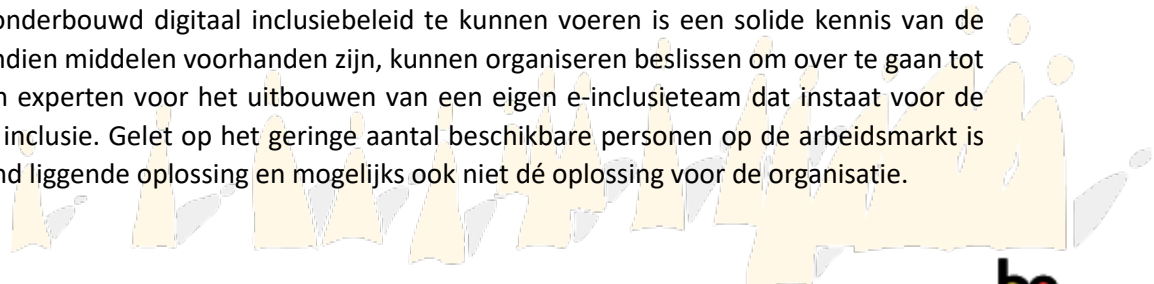 onderbouwd digitaal inclusiebeleid te kunnen voeren is een solide kennis van de
ndien middelen voorhanden zijn, kunnen organiseren beslissen om over te gaan tot
n experten voor het uitbouwen van een eigen e-inclusieteam dat instaat voor de
inclusie. Gelet op het geringe aantal beschikbare personen op de arbeidsmarkt is
nd liggende oplossing en mogelijks ook niet dé oplossing voor de organisatie.